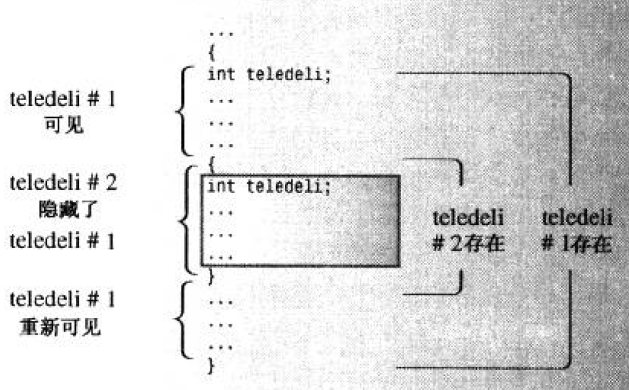 ...
{
int teledeli;
teledeli # 1
可见
...
...
...
{
teledeli # 2
隐藏了
teledeli # 1
int teledeli;
...
...
...
}
teledeli
# 2存在
teledeli
# 1存在
teledeli # 1
重新可见
...
...
...
}